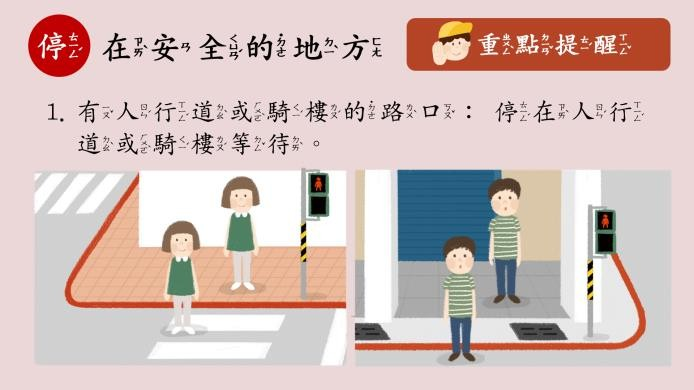 停在安全的地方
重點提醒
1. 有人行道或騎樓的路口： 停在人行
道或騎樓等待。